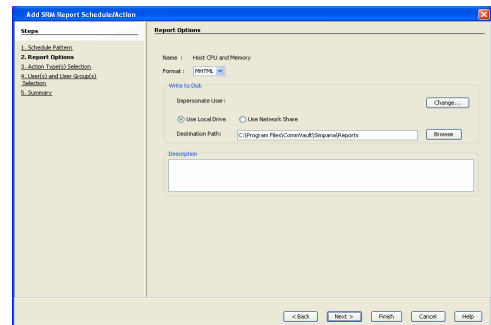 Add SRM Report Schedule/Action
Steps
1. Schedule Pattern
2. Report Options
3. Action Type(s) Selection
4. User(s) and User Group(s)
Selection
5. Summary
Report Options
Name : Host CPU and Memory
Format : MHTML
Write to Disk
Impersonate User:
Change...
Use Local Drive Use Network Share
Destination Path: C:\Program Files\CommVault\Simpana\Reports Browse
Description
< Back Next > Finish Cancel Help